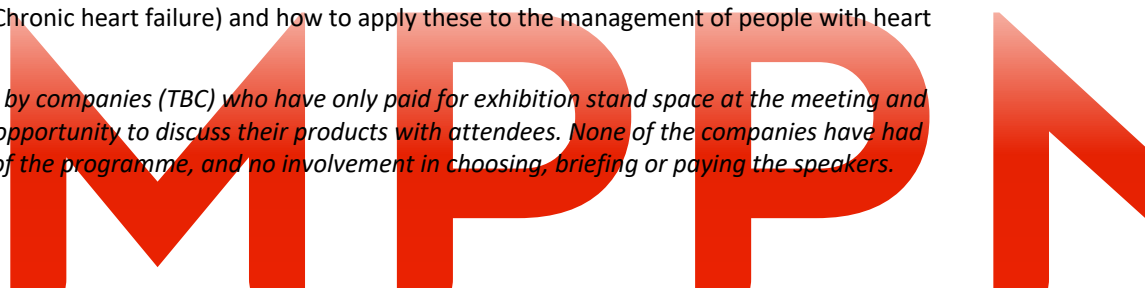 Chronic heart failure) and how to apply these to the management of people with heart
by companies (TBC) who have only paid for exhibition stand space at the meeting and
opportunity to discuss their products with attendees. None of the companies have had
of the programme, and no involvement in choosing, briefing or paying the speakers.
MPPN